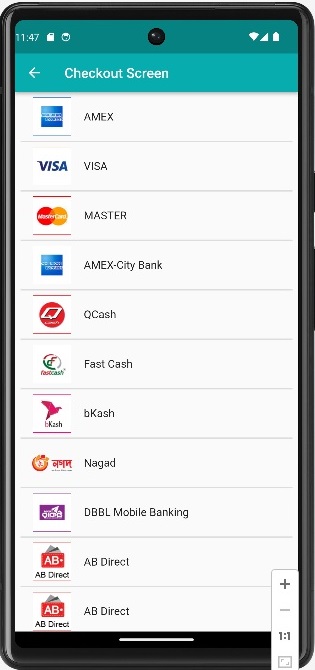 11:47
Checkout Screen
AMEX
VISA
VISA
MasterCard
MASTER
AMEX-City Bank
QCash
fastcash
Fast Cash
bKash
bKash
নগদ
Nagad
DBBL Mobile Banking
AB
AB Direct
AB Direct
AB
AB Direct
AB Direct
1:1